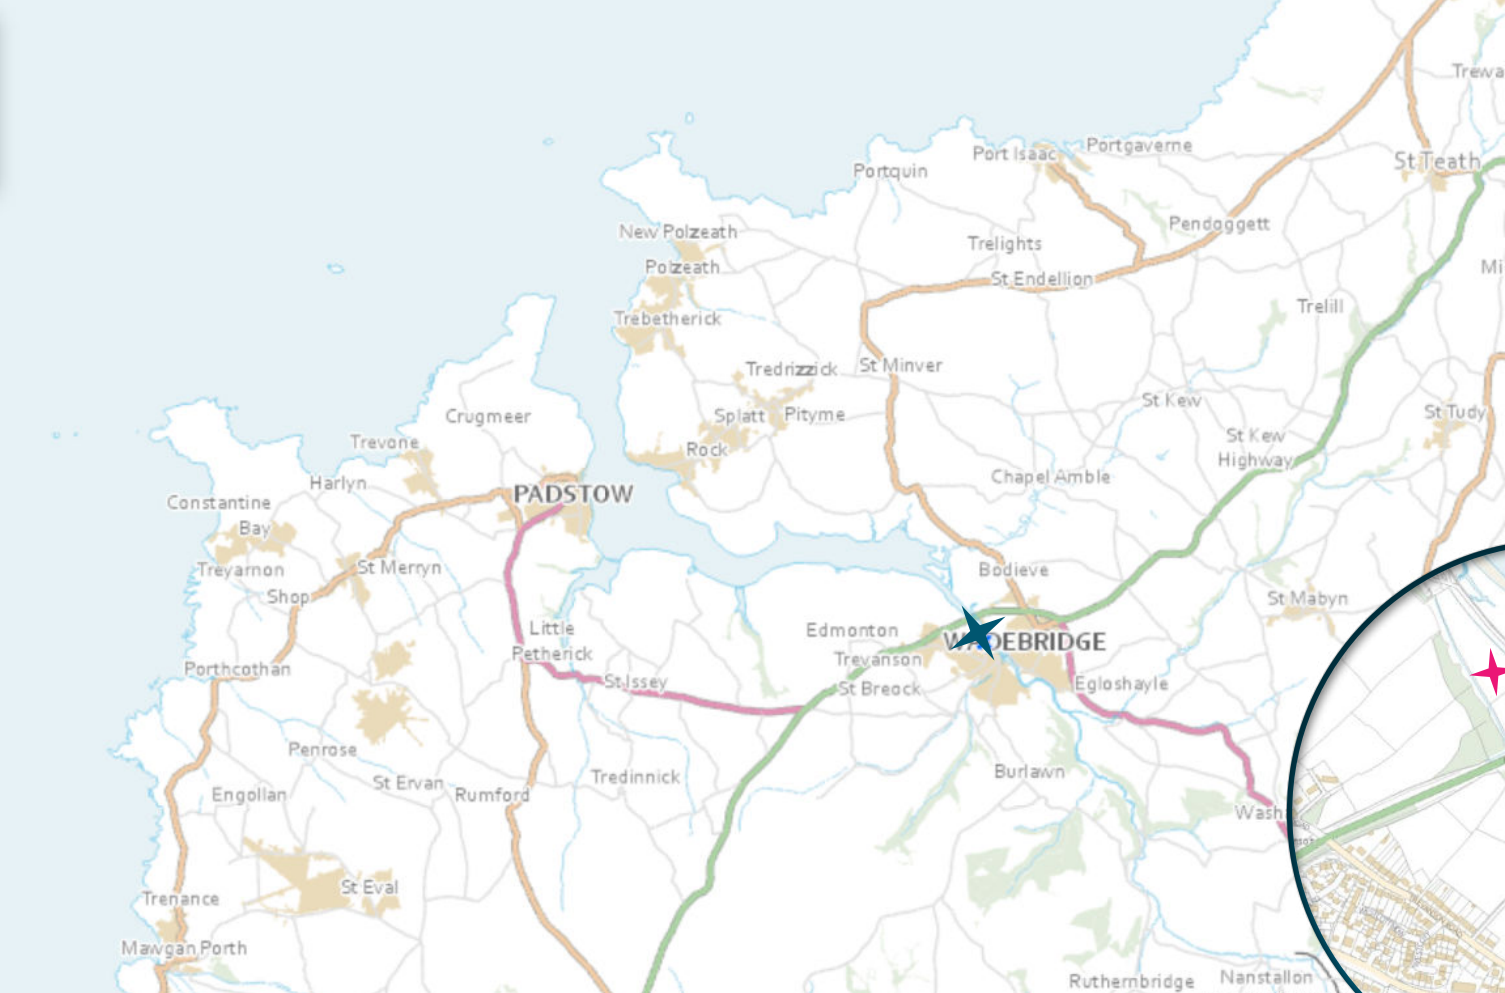 Trewa
Portgaverne
Port Isaac
St Teath
Portquin
Pendoggett
New Polzeath
Trelights
Polzeath
Mi
St Endellion
Trelill
Trebetherick
Tredrizzick
St Minver
St Kew
Crugmeer
Splatt
Pityme
St Tudy
Trevone
Rock
St Kew
Highway
Harlyn
Chapel Amble
PADSTOW
Constantine
Bay
Treyarnon
St Merryn
Bodieve
Shop
St Mabyn
Little
Petherick
Edmonton
WADEBRIDGE
Trevanson
Porthcothan
St Issey
St Breock
Egloshayle
Penrose
Tredinnick
Burlawn
St Ervan
Engollan
Rumford
Wash
St Eval
Trenance
Mawgan Porth
Ruthernbridge
Nanstallon